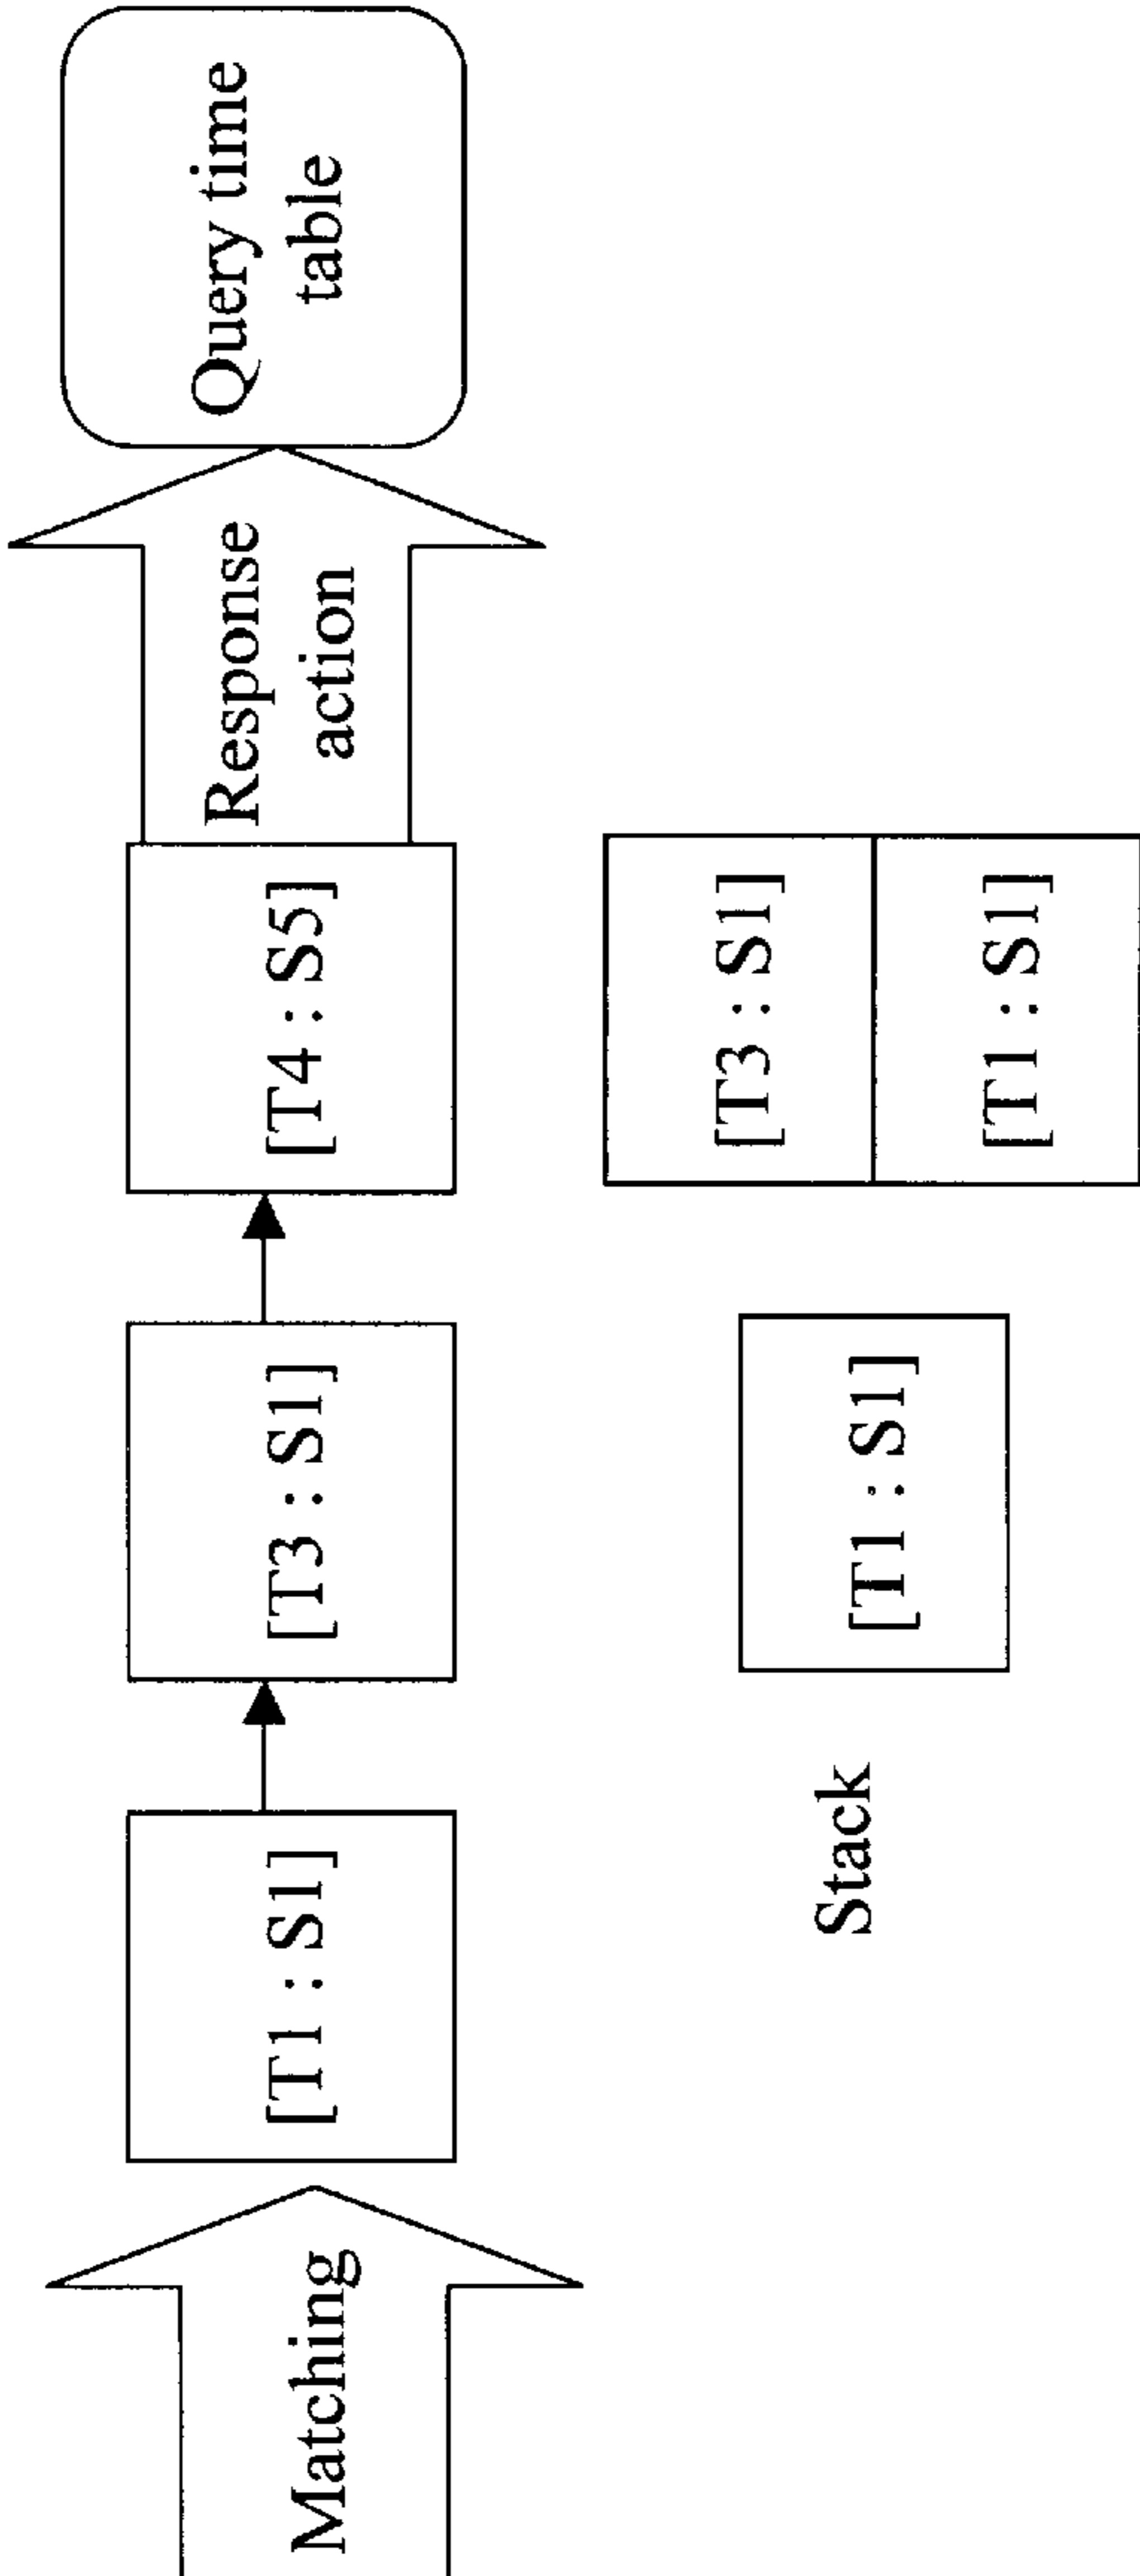 Matching
[T1 : S1]
[T3 : S1]
[T4 : S5]
Response
action
Query time
table
Stack
[T1 : S1]
[T3 : S1]
[T1 : S1]